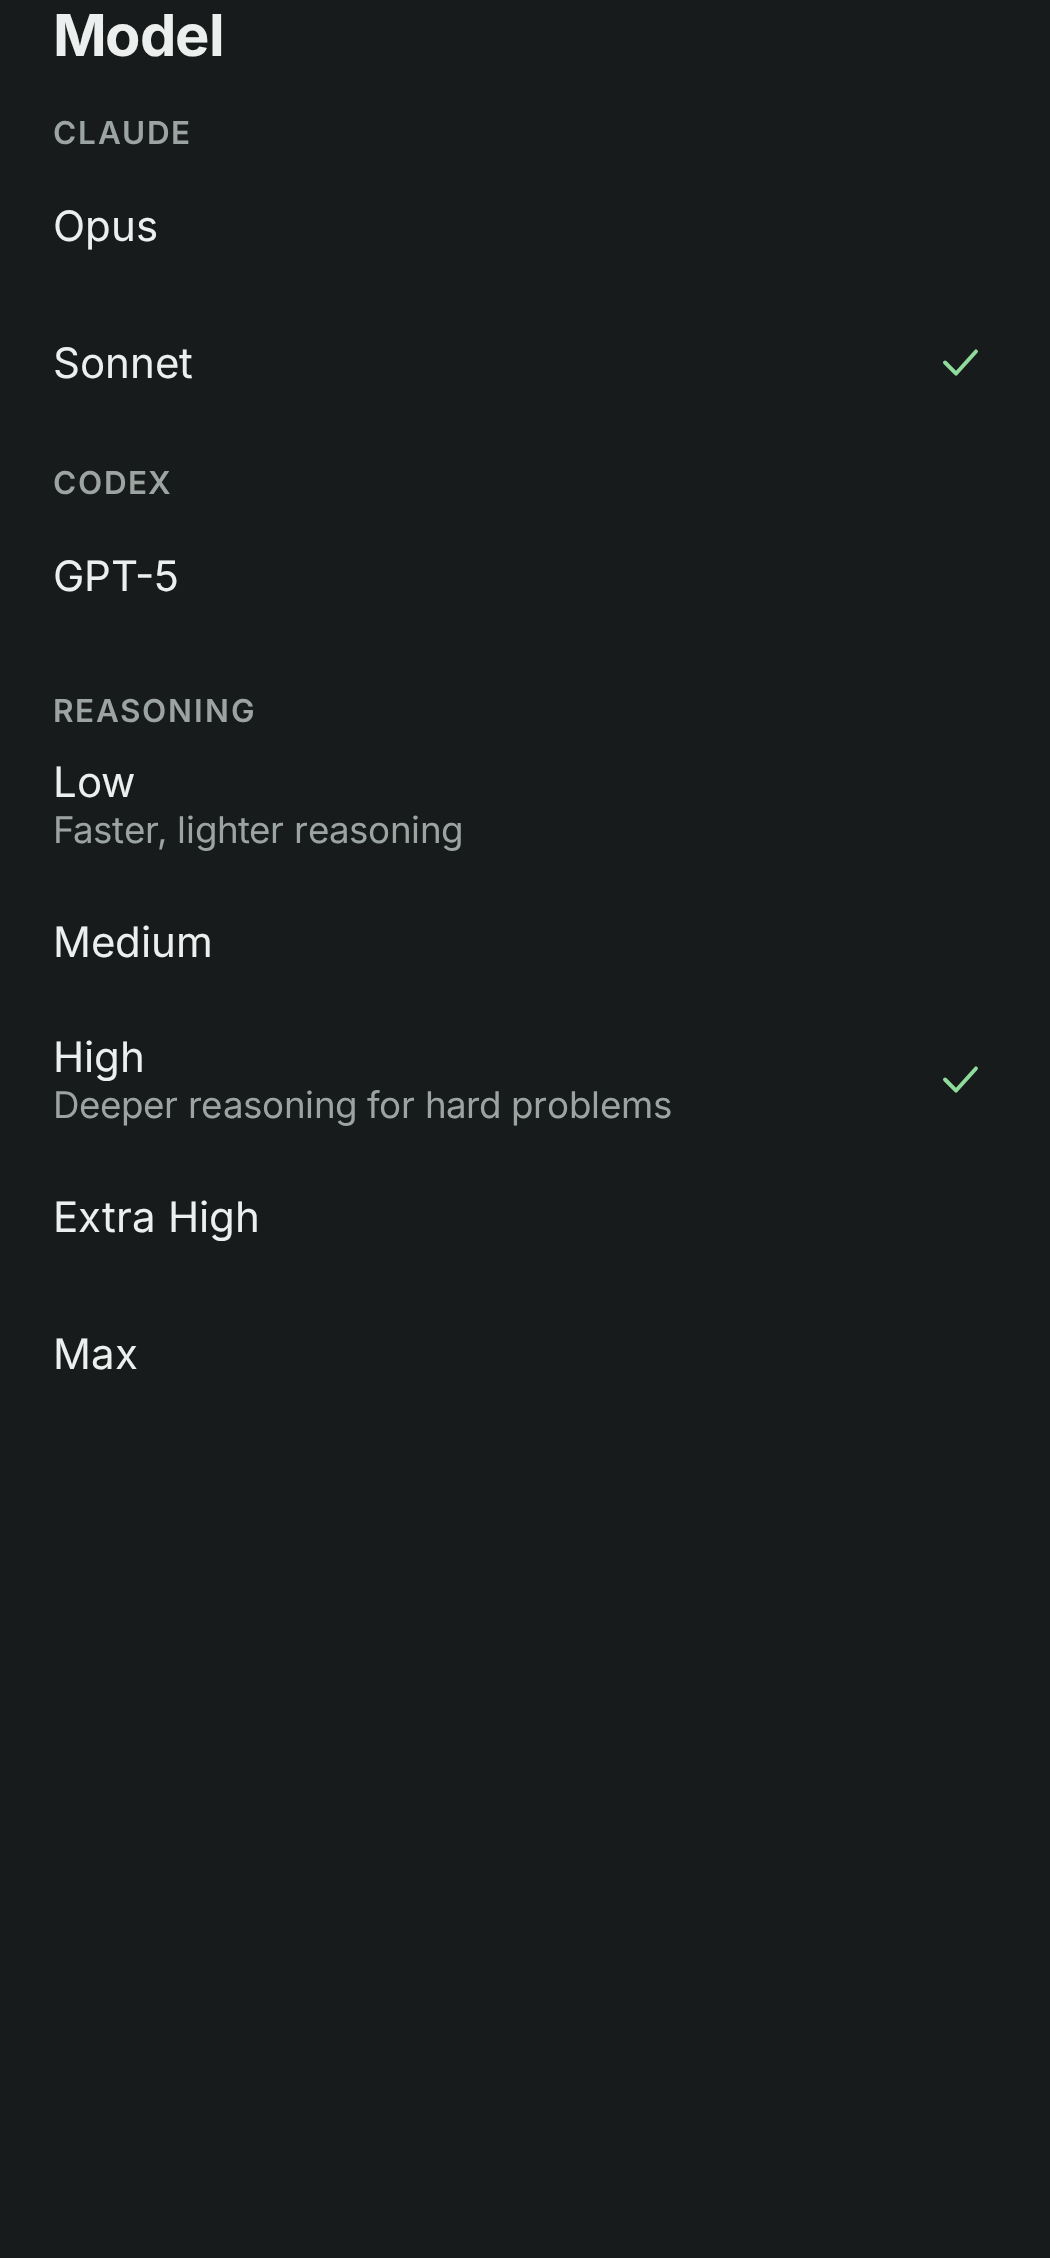 Model
CLAUDE
Opus
Sonnet
CODEX
GPT-5
REASONING
Low
Faster, lighter reasoning
Medium
High
Deeper reasoning for hard problems
Extra High
Max